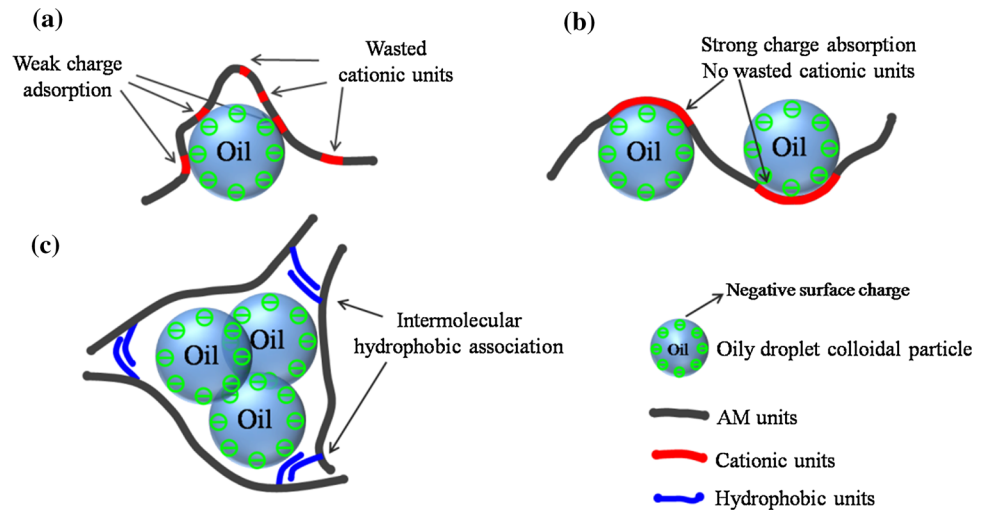 (a)
Weak charge
adsorption
Wasted
cationic units
Oil
(b)
Strong charge absorption
No wasted cationic units
Oil
Oil
(c)
Oil
Oil
Oil
Intermolecular
hydrophobic association
Negative surface charge
Oil
Oily droplet colloidal particle
AM units
Cationic units
Hydrophobic units